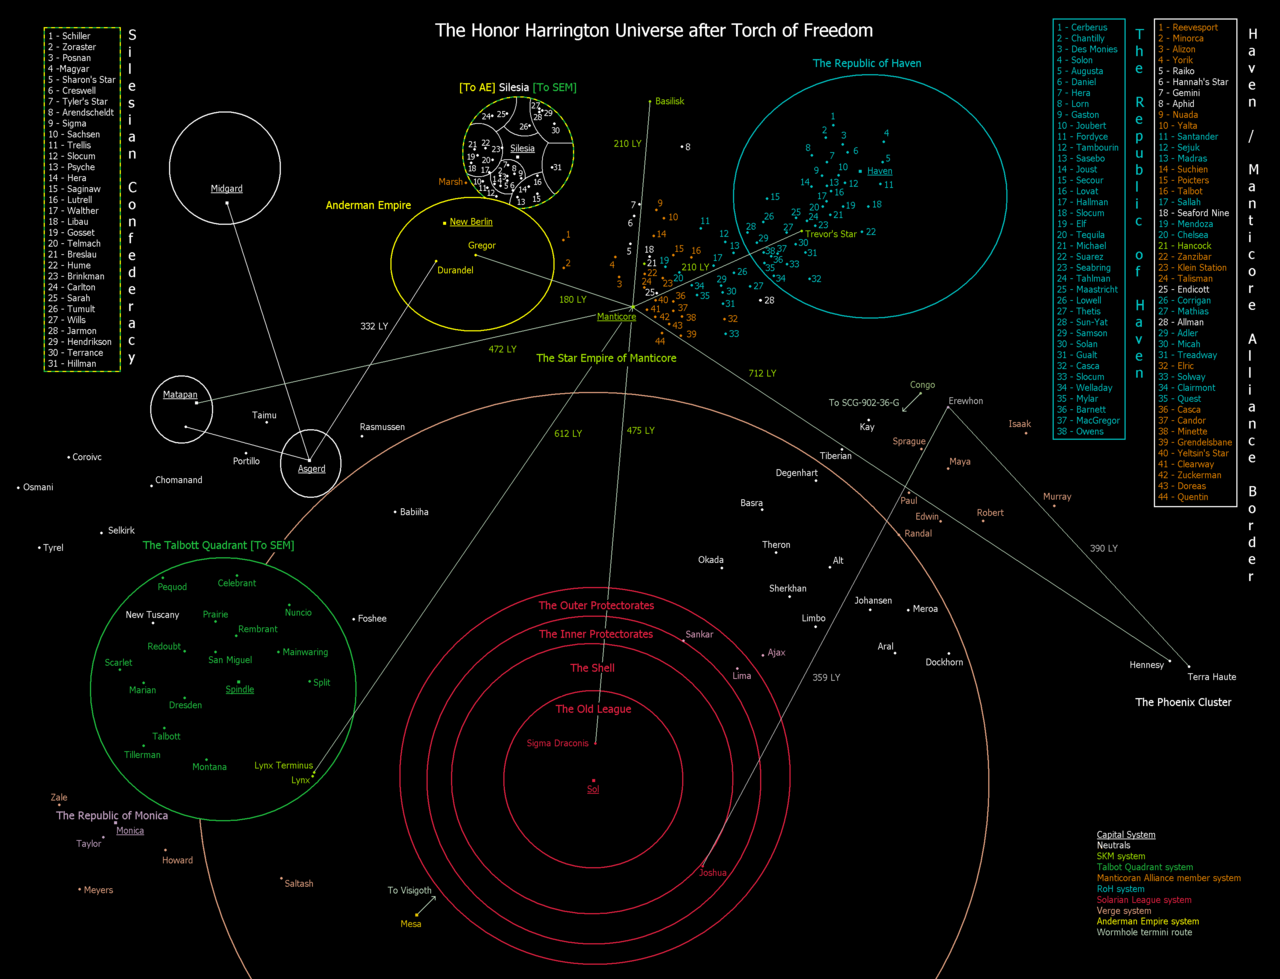 The Honor Harrington Universe after Torch of Freedom
1 - Schiller
2 - Zoraster
3 - Posnan
4 -Magyar
5 - Sharon's Star
6 - Creswell
7 - Tyler's Star
8 - Arendscheldt
9 - Sigma
10 - Sachsen
11 - Trellis
12 - Slocum
13 - Psyche
14 - Hera
15 - Saginaw
16 - Lutrell
17 - Walther
18 - Libau
19 - Gosset
20 - Telmach
21 - Breslau
22 - Hume
23 - Brinkman
24 - Carlton
25 - Sarah
26 - Tumult
27 - Wills
28 - Jarmon
29 - Hendrikson
30 - Terrance
31 - Hillman
Silesian Confederacy
[To AE] Silesia [To SEM]
Silesia
Marsh
Midgard
Anderman Empire
New Berlin
Gregor
Durandel
180 LY
332 LY
472 LY
Basilisk
210 LY
210 LY
The Republic of Haven
Haven
Trevor's Star
Manticore
The Star Empire of Manticore
712 LY
612 LY
475 LY
1 - Cerberus
2 - Chantilly
3 - Des Monies
4 - Solon
5 - Augusta
6 - Daniel
7 - Hera
8 - Lorn
9 - Gaston
10 - Joubert
11 - Fordyce
12 - Tambourin
13 - Sasebo
14 - Joust
15 - Secour
16 - Lovat
17 - Hallman
18 - Slocum
19 - Elf
20 - Tequila
21 - Michael
22 - Suarez
23 - Seabring
24 - Tahlman
25 - Maastricht
26 - Lowell
27 - Thetis
28 - Sun-Yat
29 - Samson
30 - Solan
31 - Gualt
32 - Casca
33 - Slocum
34 - Welladay
35 - Mylar
36 - Barnett
37 - MacGregor
38 - Owens
The Republic of Haven
1 - Reevesport
2 - Minorca
3 - Alizon
4 - Yorik
5 - Raiko
6 - Hannah's Star
7 - Gemini
8 - Aphid
9 - Nuada
10 - Yalta
11 - Santander
12 - Sejuk
13 - Madras
14 - Suchien
15 - Poicters
16 - Talbot
17 - Sallah
18 - Seaford Nine
19 - Mendoza
20 - Chelsea
21 - Hancock
22 - Zanzibar
23 - Klein Station
24 - Talisman
25 - Endicott
26 - Corrigan
27 - Mathias
28 - Allman
29 - Adler
30 - Micah
31 - Treadway
32 - Elric
33 - Solway
34 - Clairmont
35 - Quest
36 - Casca
37 - Candor
38 - Minette
39 - Grendelsbane
40 - Yeltsin's Star
41 - Clearway
42 - Zuckerman
43 - Doreas
44 - Quentin
Haven / Manticore Alliance Border
Matapan
Taimu
Rasmussen
Portillo
Asgerd
Coroivc
Osmani
Chomanand
Babiiha
Selkirk
Tyrel
Congo
To SCG-902-36-G
Erewhon
Kay
Isaak
Sprague
Tiberian
Maya
Degenhart
Paul
Murray
Basra
Edwin
Robert
Randal
390 LY
Theron
Okada
Alt
Sherkhan
Johansen
Meroa
Limbo
Aral
Dockhorn
359 LY
Hennesy
Terra Haute
The Phoenix Cluster
The Talbott Quadrant [To SEM]
Pequod
Celebrant
New Tuscany
Prairie
Nuncio
Rembrant
Foshee
Redoubt
San Miguel
Mainwaring
Scarlet
Marian
Spindle
Split
Dresden
Talbott
Tillerman
Montana
Lynx Terminus
Lynx
The Outer Protectorates
The Inner Protectorates
The Shell
The Old League
Sigma Draconis
Sol
Sankar
Ajax
Lima
Joshua
Zale
The Republic of Monica
Monica
Taylor
Howard
Meyers
Saltash
To Visigoth
Mesa
Capital System
Neutrals
SKM system
Talbot Quadrant system
Manticoran Alliance member system
RoH system
Solarian League system
Verge system
Anderman Empire system
Wormhole termini route